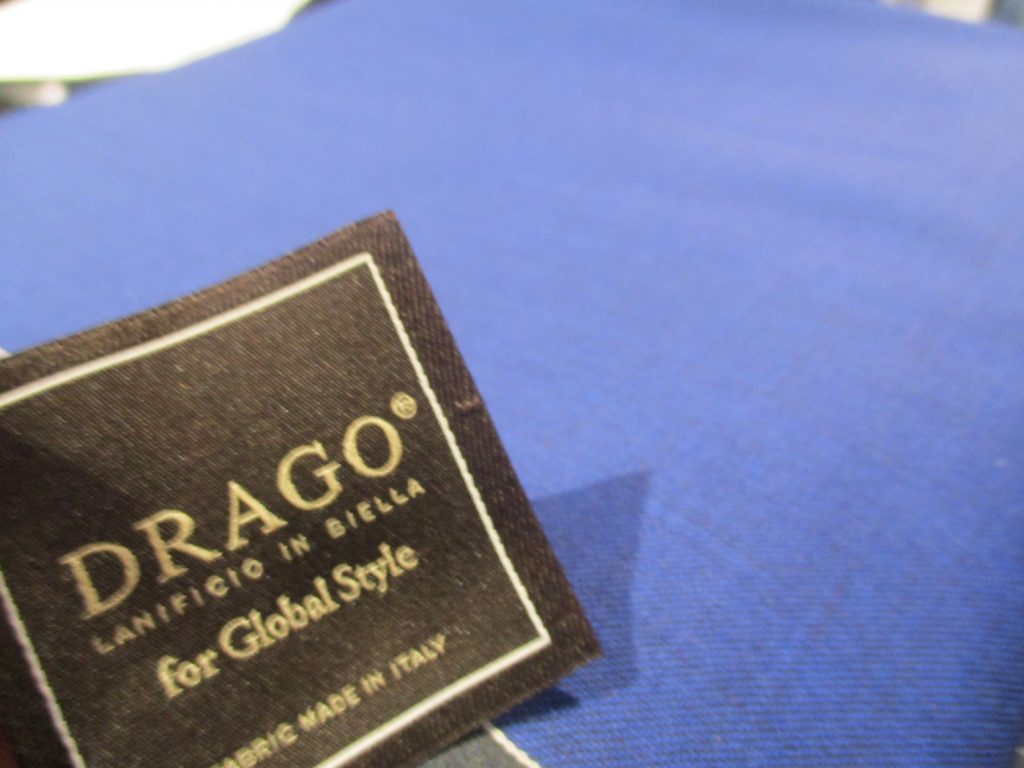 DRAGO®
LANIFICIO IN BIELLA
for Global Style
FABRIC MADE IN ITALY